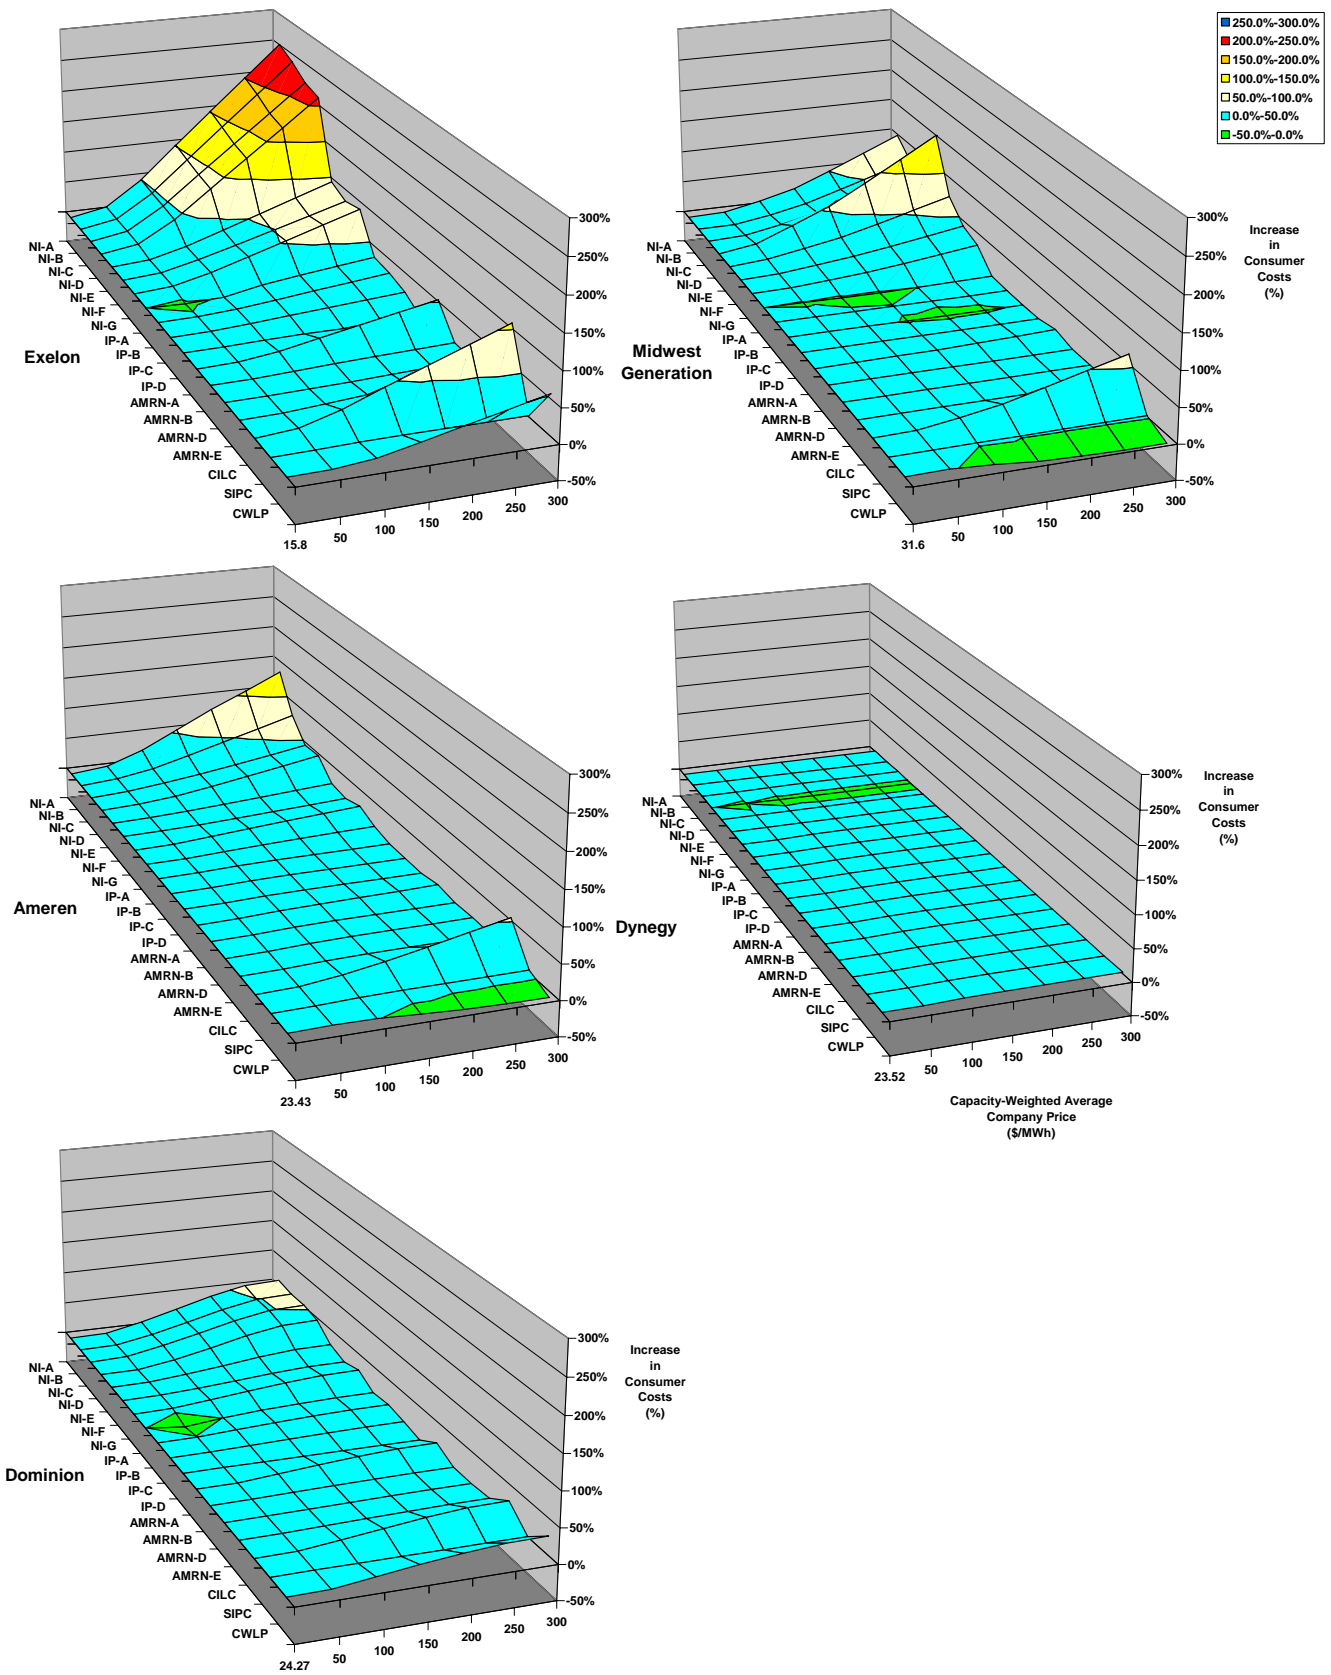 250.0%-300.0%
200.0%-250.0%
150.0%-200.0%
100.0%-150.0%
50.0%-100.0%
0.0%-50.0%
-50.0%-0.0%
Exelon
NI-A
NI-B
NI-C
NI-D
NI-E
NI-F
NI-G
IP-A
IP-B
IP-C
IP-D
AMRN-A
AMRN-B
AMRN-D
AMRN-E
CILC
SIPC
CWLP
15.8
50
100
150
200
250
300
300%
250%
200%
150%
100%
50%
0%
-50%
Midwest
Generation
NI-A
NI-B
NI-C
NI-D
NI-E
NI-F
NI-G
IP-A
IP-B
IP-C
IP-D
AMRN-A
AMRN-B
AMRN-D
AMRN-E
CILC
SIPC
CWLP
31.6
50
100
150
200
250
300
300%
250%
200%
150%
100%
50%
0%
-50%
Increase
in
Consumer
Costs
(%)
Ameren
NI-A
NI-B
NI-C
NI-D
NI-E
NI-F
NI-G
IP-A
IP-B
IP-C
IP-D
AMRN-A
AMRN-B
AMRN-D
AMRN-E
CILC
SIPC
CWLP
23.43
50
100
150
200
250
300
300%
250%
200%
150%
100%
50%
0%
-50%
Dynegy
NI-A
NI-B
NI-C
NI-D
NI-E
NI-F
NI-G
IP-A
IP-B
IP-C
IP-D
AMRN-A
AMRN-B
AMRN-D
AMRN-E
CILC
SIPC
CWLP
23.52
50
100
150
200
250
300
300%
250%
200%
150%
100%
50%
0%
-50%
Increase
in
Consumer
Costs
(%)
Capacity-Weighted Average
Company Price
($/MWh)
Dominion
NI-A
NI-B
NI-C
NI-D
NI-E
NI-F
NI-G
IP-A
IP-B
IP-C
IP-D
AMRN-A
AMRN-B
AMRN-D
AMRN-E
CILC
SIPC
CWLP
24.27
50
100
150
200
250
300
300%
250%
200%
150%
100%
50%
0%
-50%
Increase
in
Consumer
Costs
(%)